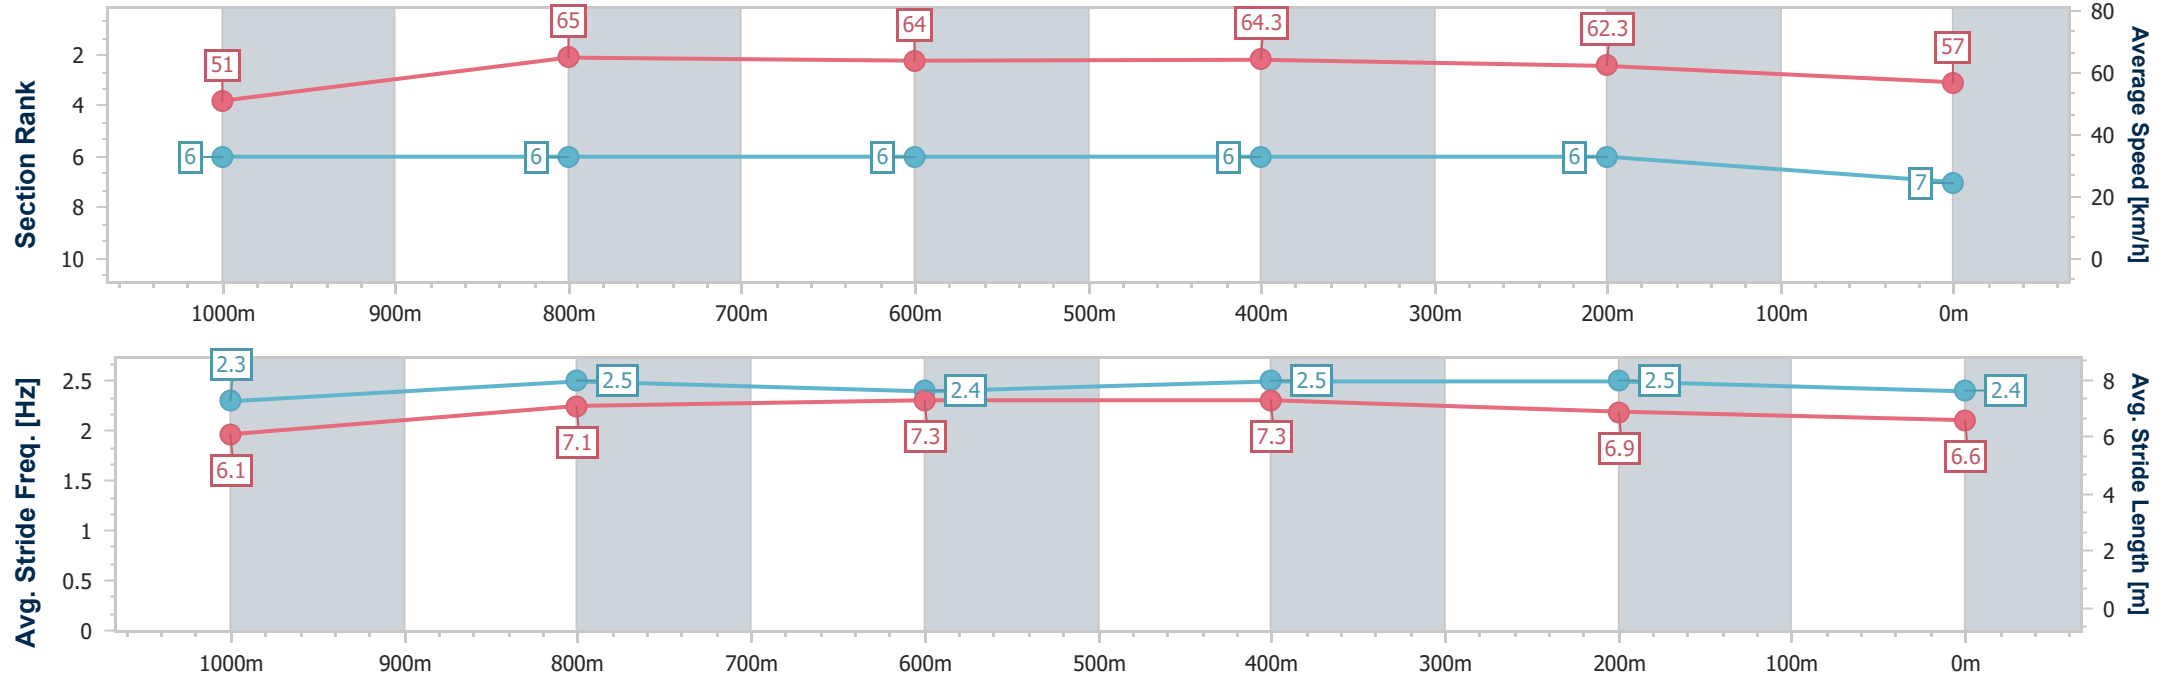 Section Rank
2
4
6
8
10
51
65
64
64.3
62.3
57
6
6
6
6
6
7
80
60
40
20
0
Average Speed [km/h]
1000m
900m
800m
700m
600m
500m
400m
300m
200m
100m
0m
Avg. Stride Freq. [Hz]
2.5
2
1.5
1
0.5
0
2.3
2.5
2.4
2.5
2.5
2.4
6.1
7.1
7.3
7.3
6.9
6.6
8
6
4
2
0
Avg. Stride Length [m]
1000m
900m
800m
700m
600m
500m
400m
300m
200m
100m
0m